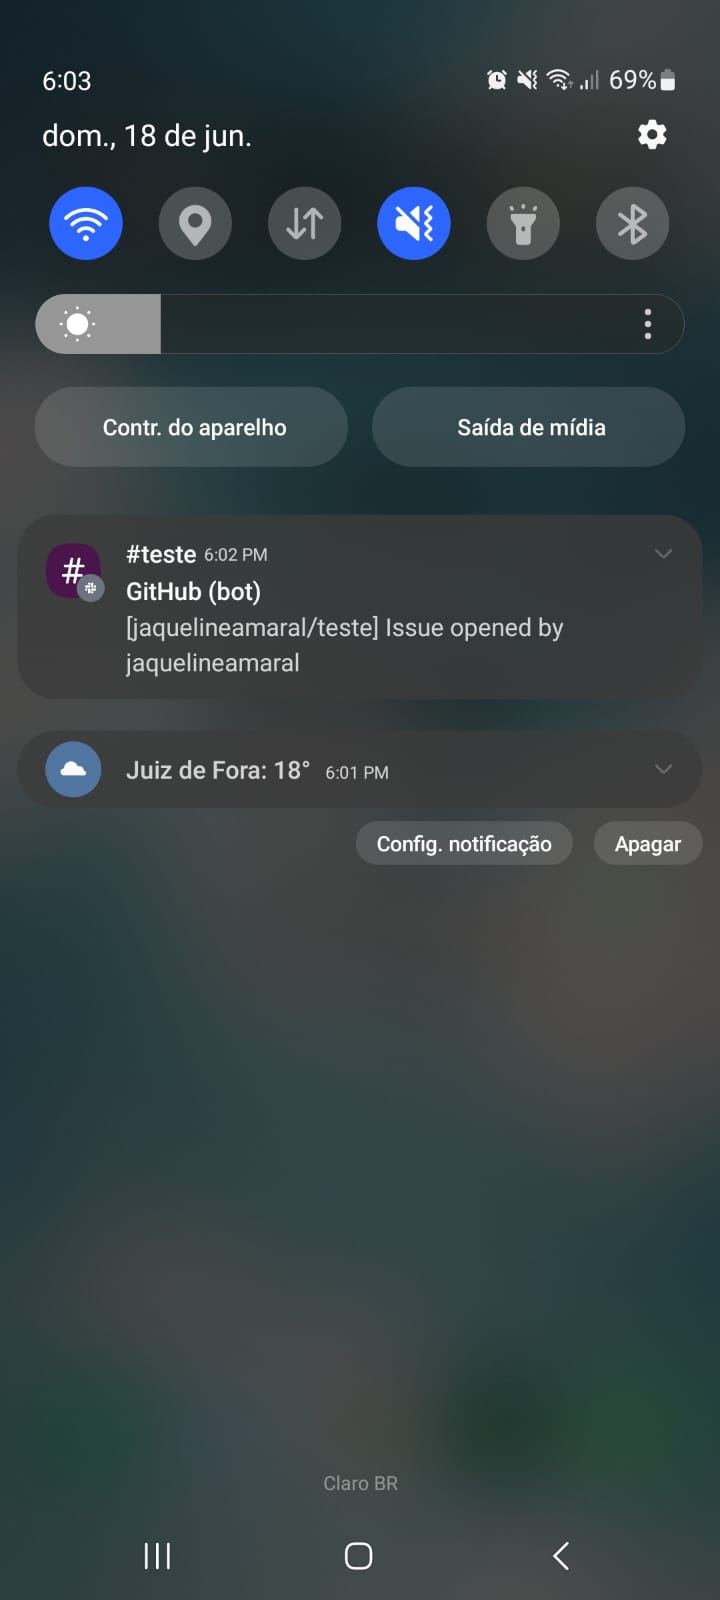 6:03 69%
dom., 18 de jun.
Contr. do aparelho Saída de mídia
#teste 6:02 PM
GitHub (bot)
[jaquelineamaral/teste] Issue opened by
jaquelineamaral
Juiz de Fora: 18° 6:01 PM
Config. notificação Apagar
Claro BR